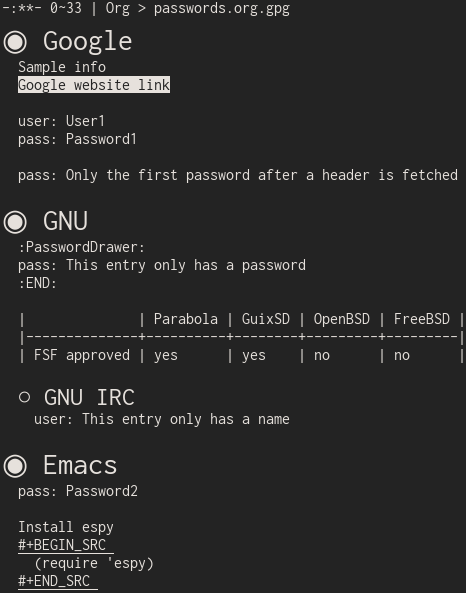 -:**- 0~33 | Org > passwords.org.gpg
Google
Sample info
Google website link
user: User1
pass: Password1
pass: Only the first password after a header is fetched
GNU
:PasswordDrawer:
pass: This entry only has a password
:END:
|              | Parabola | GuixSD | OpenBSD | FreeBSD |
|--------------+----------+--------+---------+---------|
| FSF approved | yes      | yes    | no      | no      |
GNU IRC
user: This entry only has a name
Emacs
pass: Password2
Install espy
#+BEGIN_SRC
(require 'espy)
#+END_SRC